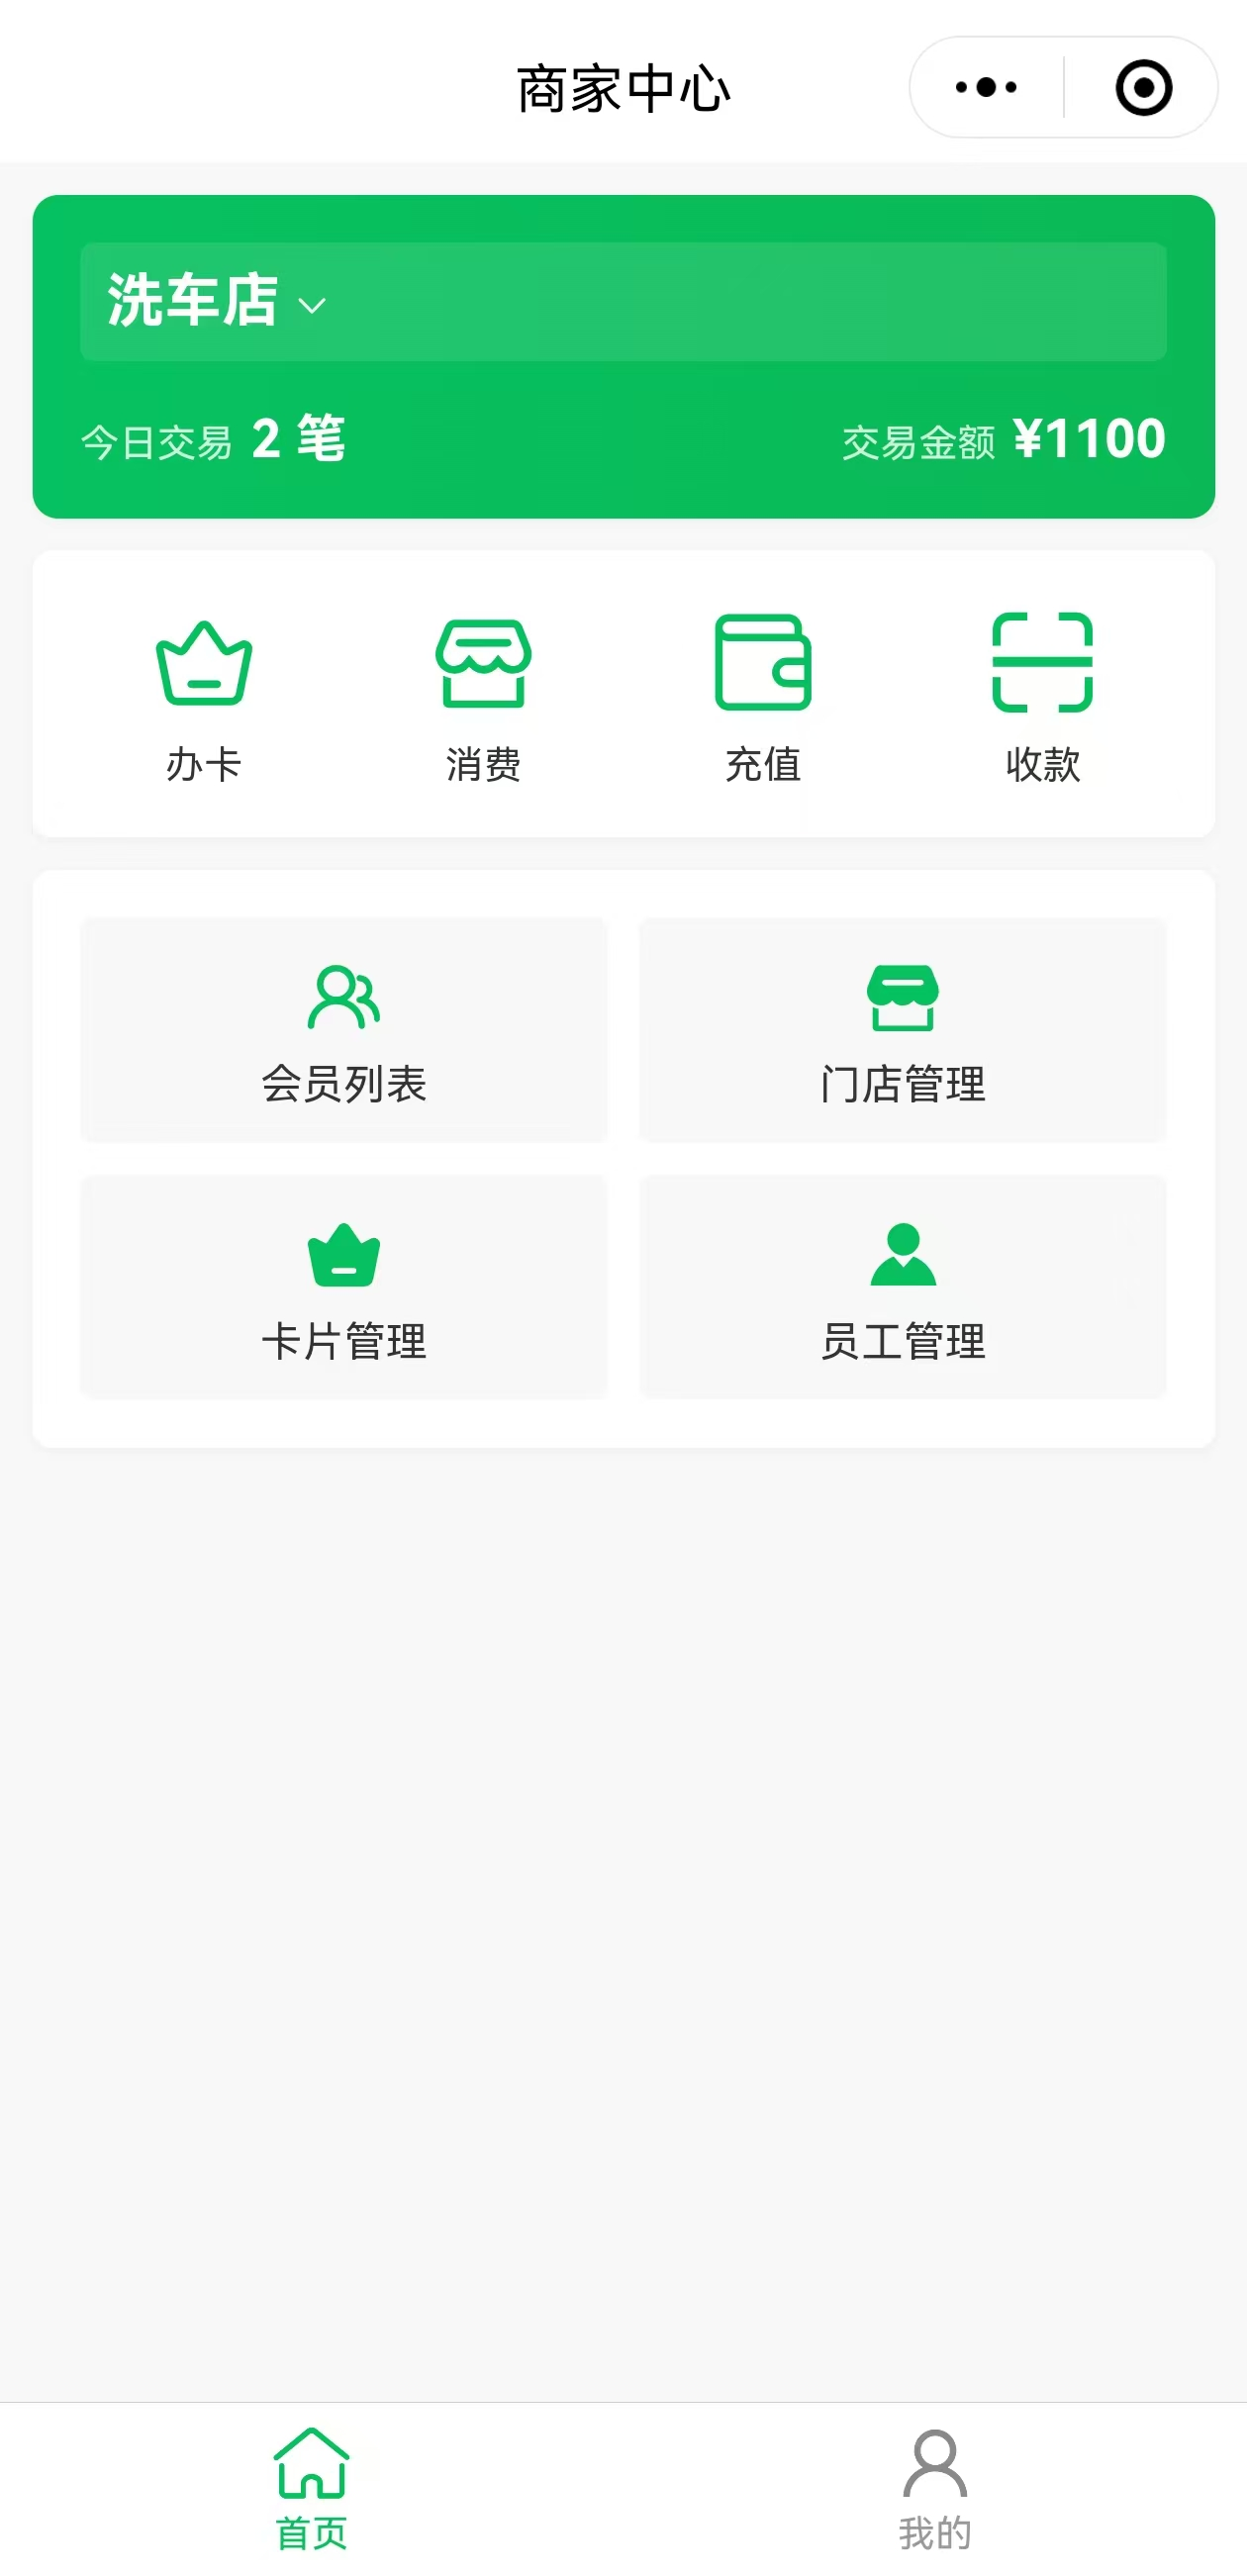 商家中心
洗车店
今日交易 2 笔 交易金额 ¥1100
办卡 消费 充值 收款
会员列表 门店管理
卡片管理 员工管理
首页 我的